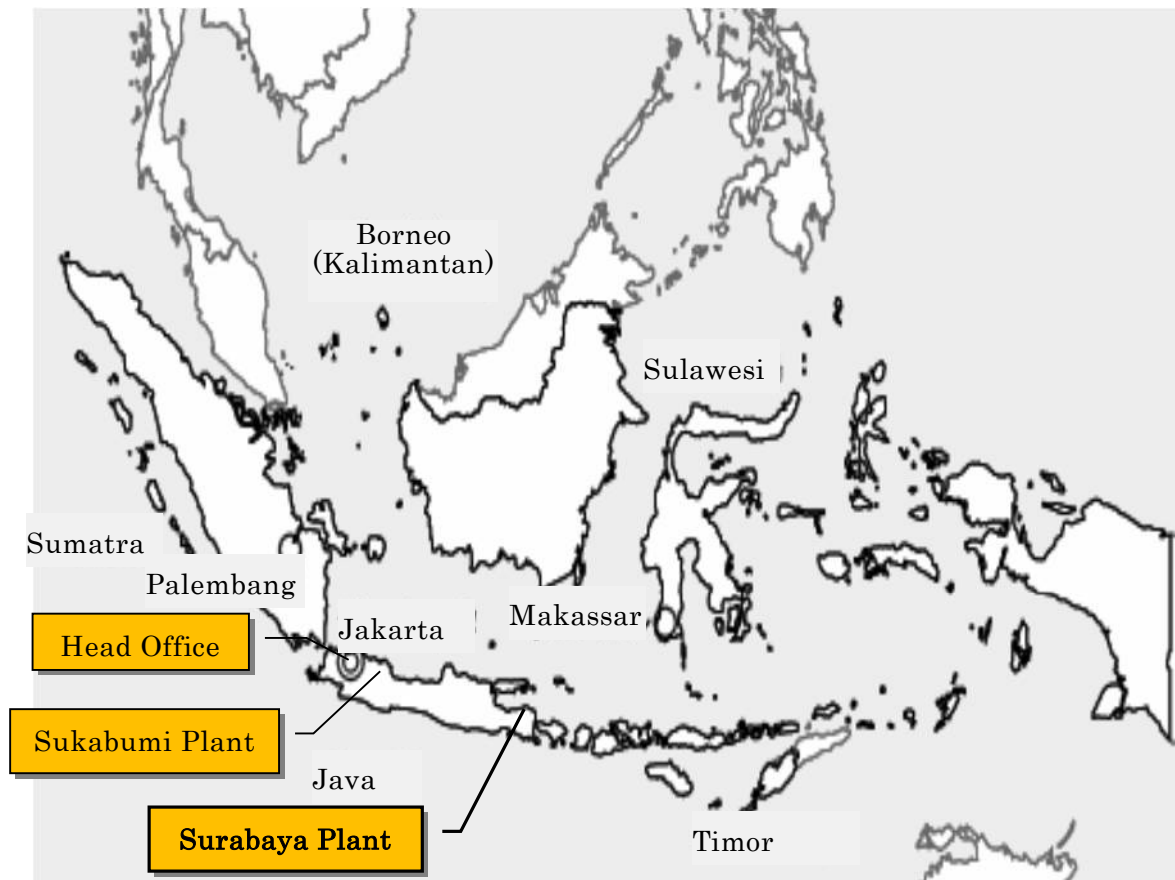 Borneo
(Kalimantan)
Sulawesi
Sumatra
Palembang
Makassar
Jakarta
Head Office
Sukabumi Plant
Java
Surabaya Plant
Timor